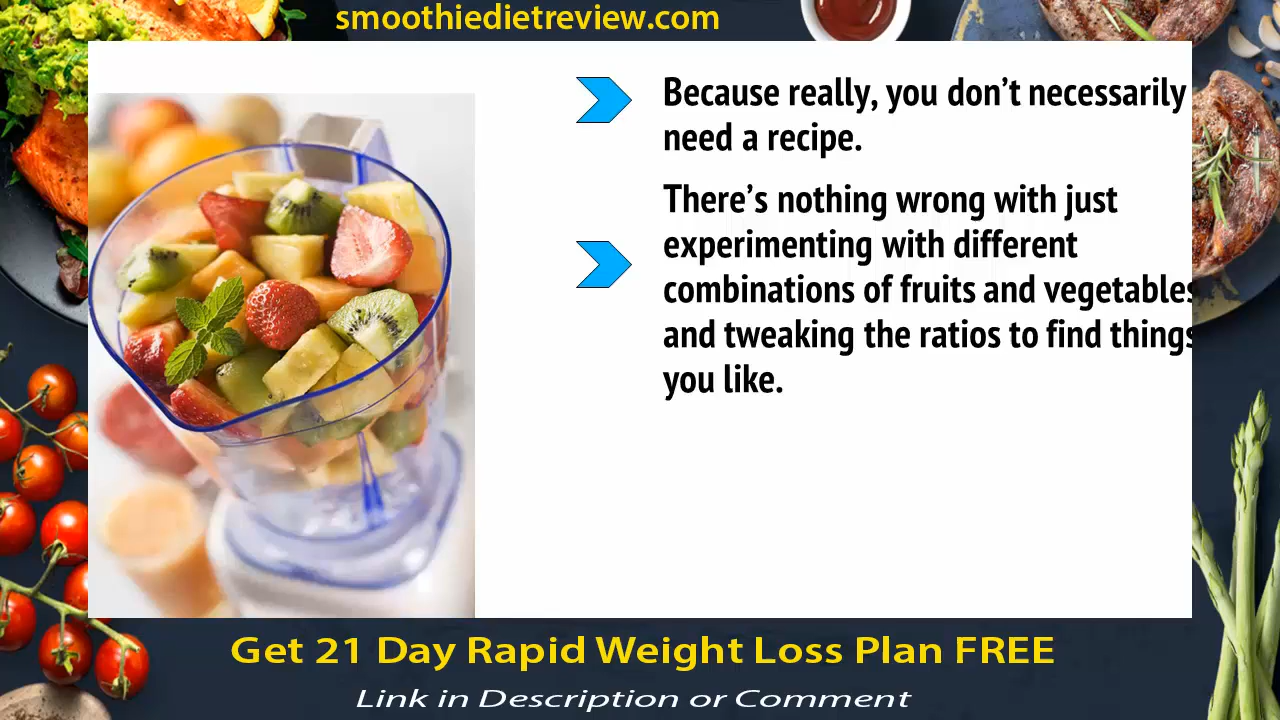 smoothiedietreview.com
Because really, you don’t necessarily
need a recipe.
There’s nothing wrong with just
experimenting with different
combinations of fruits and vegetables
and tweaking the ratios to find things
you like.
Get 21 Day Rapid Weight Loss Plan FREE
Link in Description or Comment